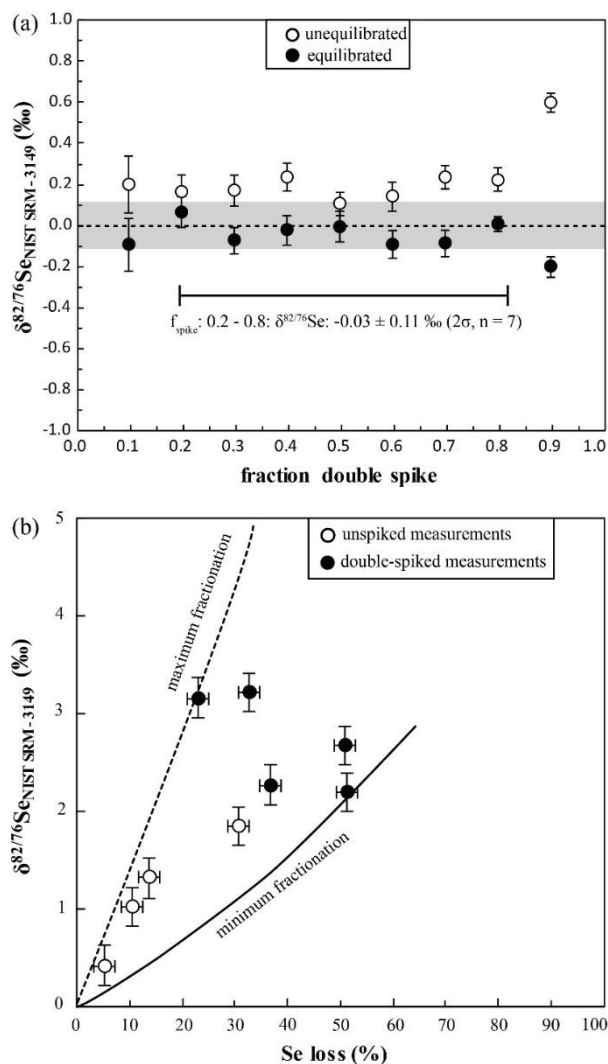 (a)
unequilibrated
equilibrated
1.0
0.8
0.6
0.4
0.2
0.0
-0.2
-0.4
-0.6
-0.8
-1.0
δ82/76SeNIST SRM-3149 (‰)
fspike: 0.2 - 0.8: δ82/76Se: -0.03 ± 0.11 ‰ (2σ, n = 7)
0.0 0.1 0.2 0.3 0.4 0.5 0.6 0.7 0.8 0.9 1.0
fraction double spike
(b)
unspiked measurements
double-spiked measurements
5
4
3
2
1
0
δ82/76SeNIST SRM-3149 (‰)
maximum fractionation
minimum fractionation
0 10 20 30 40 50 60 70 80 90 100
Se loss (%)